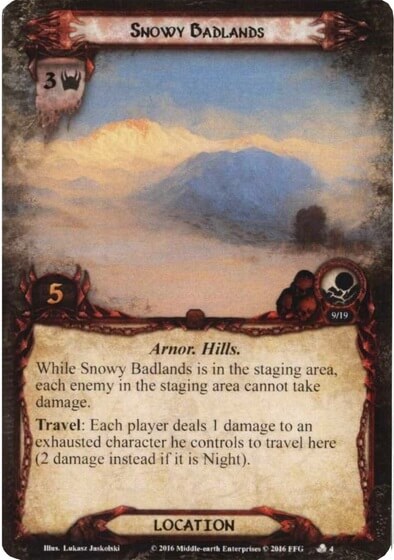 SNOWY BADLANDS
3
5
9/19
Arnor. Hills.
While Snowy Badlands is in the staging area,
each enemy in the staging area cannot take
damage.
Travel: Each player deals 1 damage to an
exhausted character he controls to travel here
(2 damage instead if it is Night).
LOCATION
Illus. Lukasz Jaskolski © 2016 Middle-earth Enterprises © 2016 FFG 4